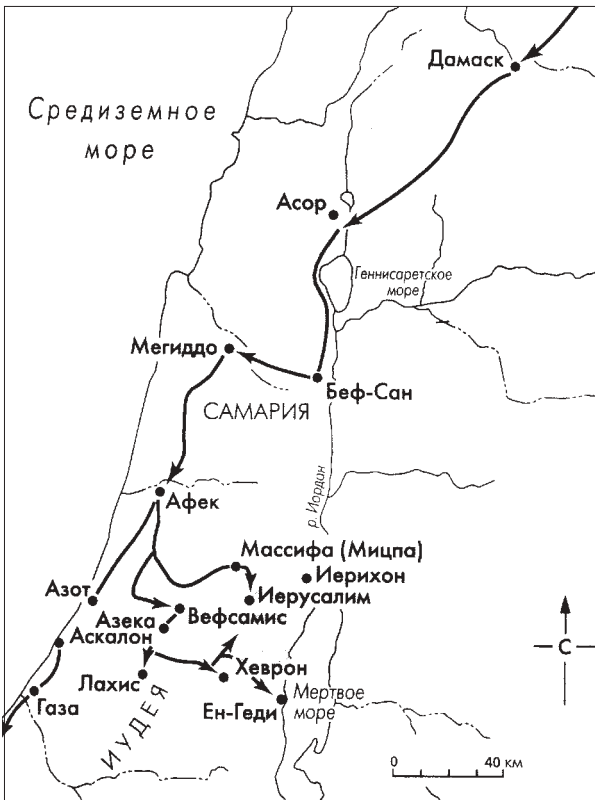 Дамаск
Средиземное
море
Асор
Геннисаретское
море
Мегиддо
Беф-Сан
САМАРИЯ
р. Иордан
Афек
Массифа (Мицпа)
Иерихон
Азот
Иерусалим
Вефсамис
Азека
Аскалон
С
Хеврон
Лахис
Мертвое
море
Газа
Ен-Геди
ИУДЕЯ
0 40 км